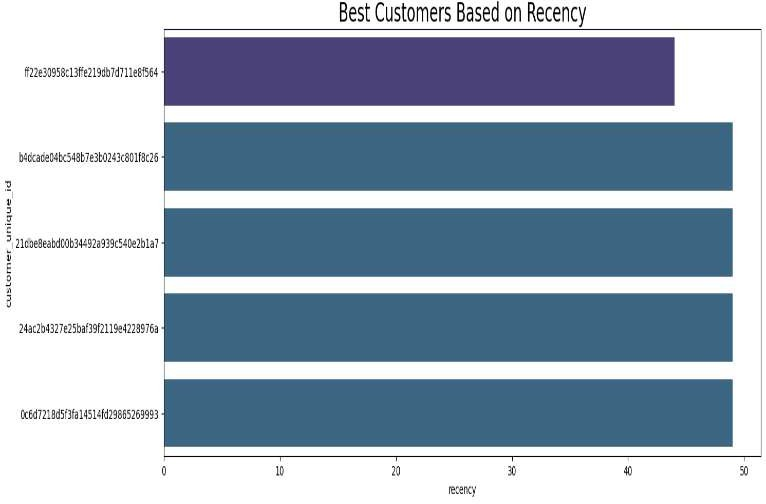 Best Customers Based on Recency
customer_unique_id
ff22e30958c13ffe219db7d711e8f564
b4dcade04bc548b7e3b0243c801f8c26
21dbe8eabd00b34492a939c540e2b1a7
24ac2b4327e25baf39f2119e4228976a
0c6d7218d5f3fa14514fd29865269993
0 10 20 30 40 50
recency